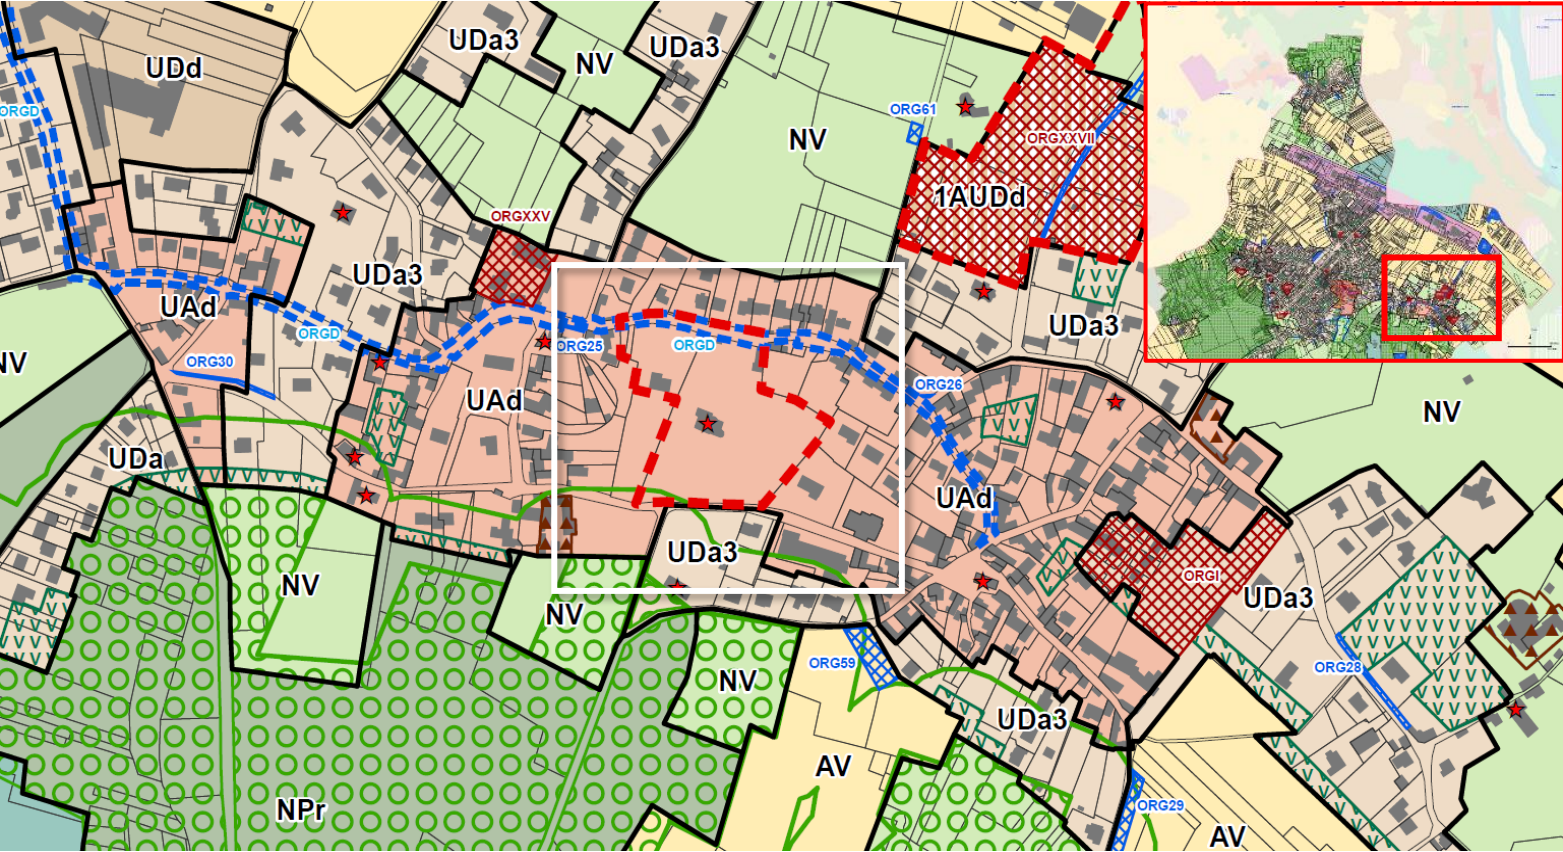 UDa3
NV
UDa3
UDd
ORGD
ORG61
NV
ORGXXVII
1AUDd
ORGXXV
UDa3
UAd
ORGD
UDa3
ORG25
ORGD
NV
ORG30
UAd
ORG26
NV
UDa
UAd
UDa3
NV
ORGI
UDa3
NV
ORG59
ORG28
NV
UDa3
AV
NPr
ORG29
AV